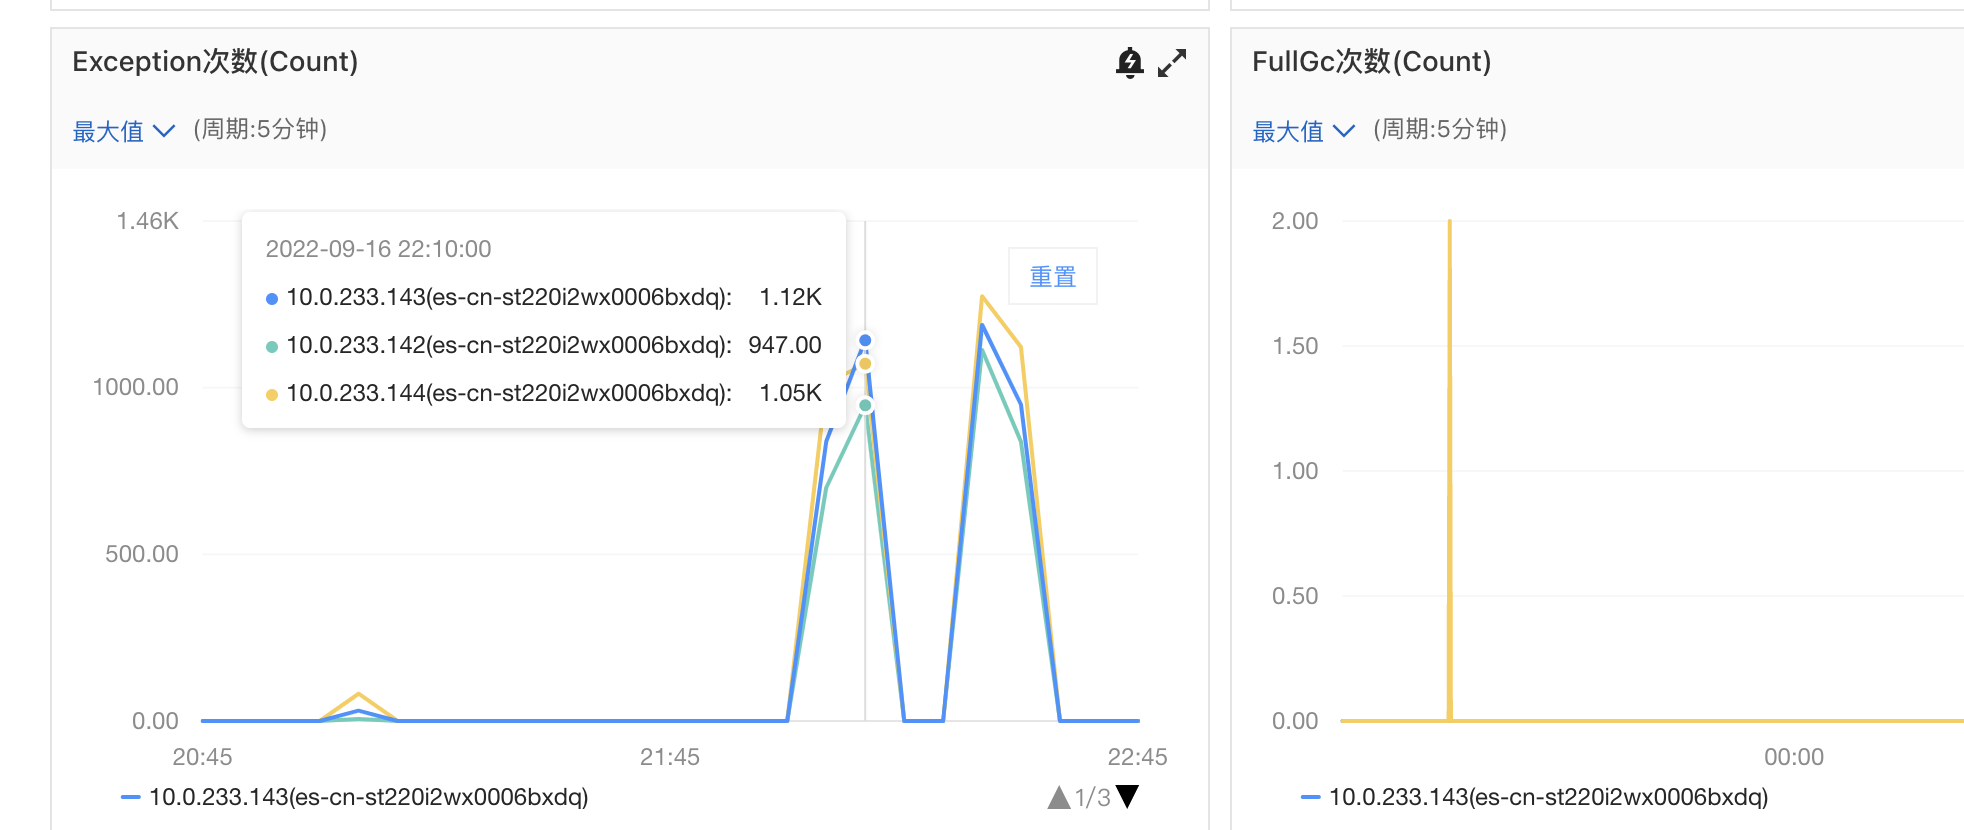 Exception次数(Count)
最大值 (周期:5分钟)
1.46K
1000.00
500.00
0.00
2022-09-16 22:10:00
10.0.233.143(es-cn-st220i2wx0006bxdq): 1.12K
10.0.233.142(es-cn-st220i2wx0006bxdq): 947.00
10.0.233.144(es-cn-st220i2wx0006bxdq): 1.05K
重置
20:45 21:45 22:45
10.0.233.143(es-cn-st220i2wx0006bxdq) 1/3
FullGc次数(Count)
最大值 (周期:5分钟)
2.00
1.50
1.00
0.50
0.00
00:00
10.0.233.143(es-cn-st220i2wx0006bxdq)